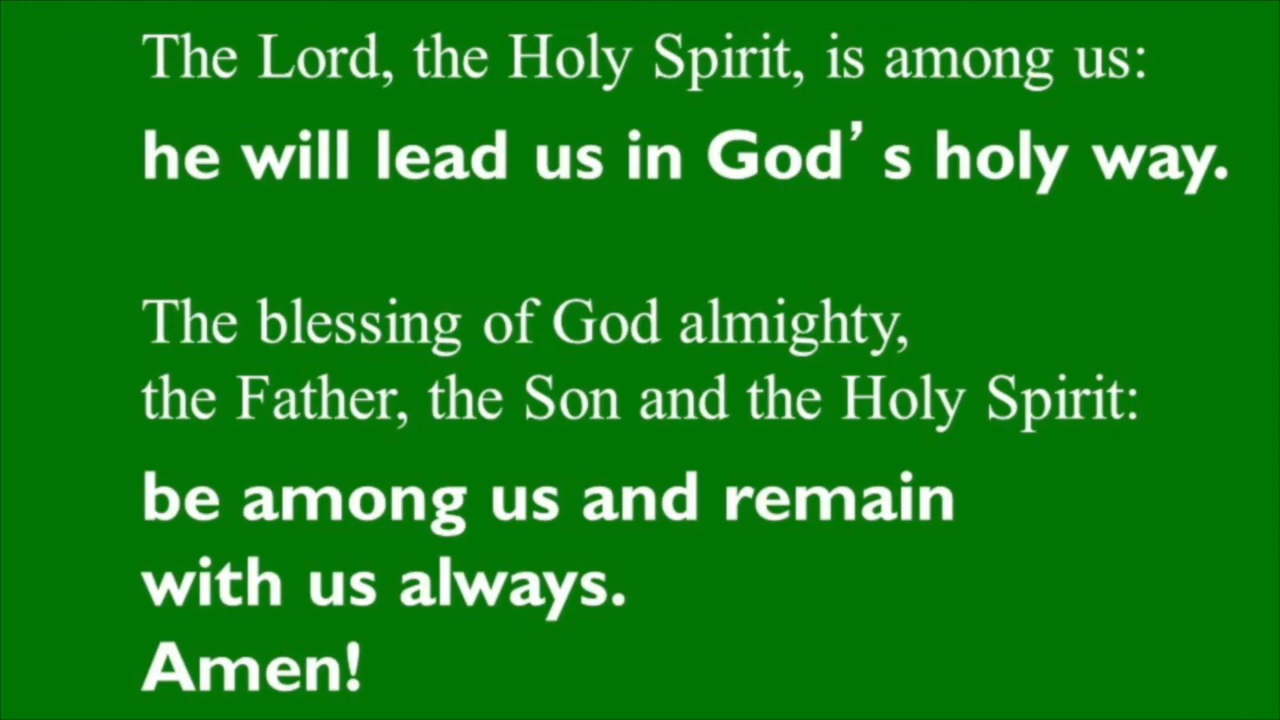 The Lord, the Holy Spirit, is among us:
he will lead us in God’s holy way.
The blessing of God almighty,
the Father, the Son and the Holy Spirit:
be among us and remain
with us always.
Amen!